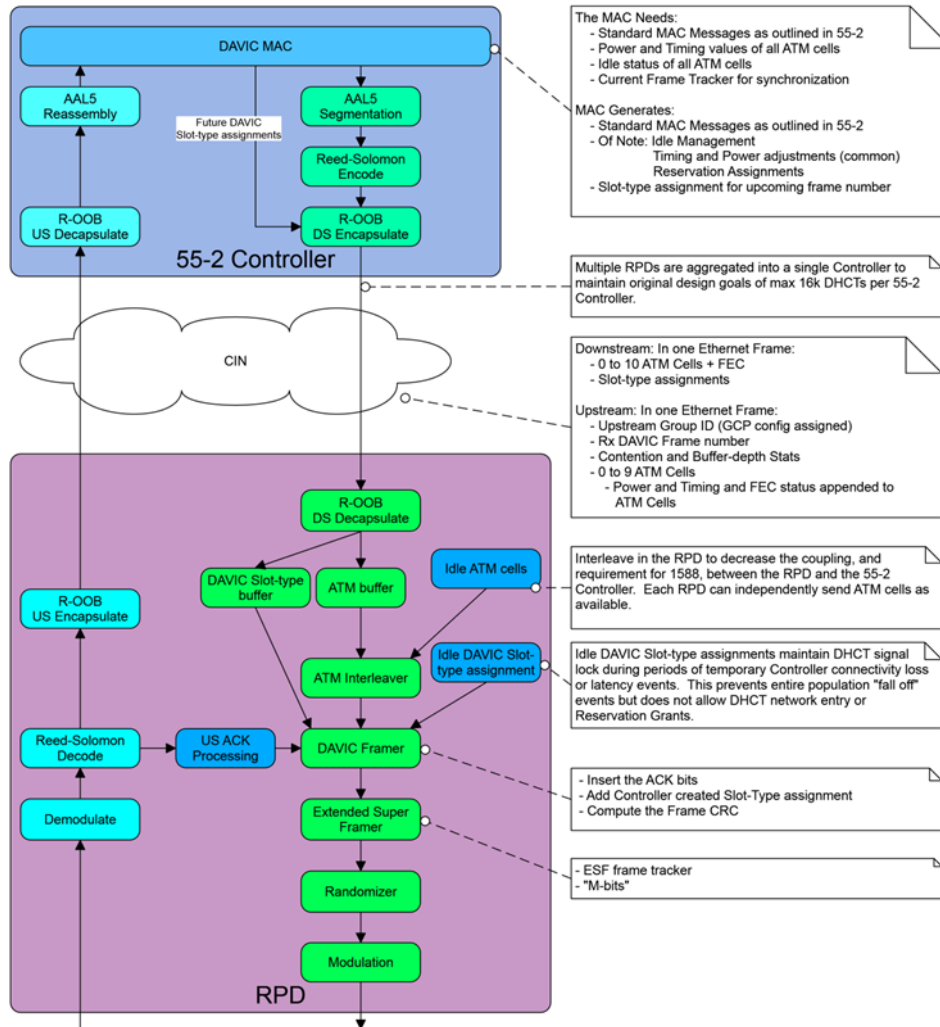 DAVIC MAC
AAL5
Reassembly
Future DAVIC
Slot-type assignments
AAL5
Segmentation
Reed-Solomon
Encode
R-OOB
US Decapsulate
R-OOB
DS Encapsulate
55-2 Controller
CIN
R-OOB
DS Decapsulate
DAVIC Slot-type
buffer
ATM buffer
Idle ATM cells
R-OOB
US Encapsulate
ATM Interleaver
Idle DAVIC Slot-
type assignment
Reed-Solomon
Decode
US ACK
Processing
DAVIC Framer
Demodulate
Extended Super
Framer
Randomizer
Modulation
RPD
The MAC Needs:
- Standard MAC Messages as outlined in 55-2
- Power and Timing values of all ATM cells
- Idle status of all ATM cells
- Current Frame Tracker for synchronization
MAC Generates:
- Standard MAC Messages as outlined in 55-2
- Of Note: Idle Management
Timing and Power adjustments (common)
Reservation Assignments
- Slot-type assignment for upcoming frame number
Multiple RPDs are aggregated into a single Controller to
maintain original design goals of max 16k DHCTs per 55-2
Controller.
Downstream: In one Ethernet Frame:
- 0 to 10 ATM Cells + FEC
- Slot-type assignments
Upstream: In one Ethernet Frame:
- Upstream Group ID (GCP config assigned)
- Rx DAVIC Frame number
- Contention and Buffer-depth Stats
- 0 to 9 ATM Cells
- Power and Timing and FEC status appended to
ATM Cells
Interleave in the RPD to decrease the coupling, and
requirement for 1588, between the RPD and the 55-2
Controller.  Each RPD can independently send ATM cells as
available.
Idle DAVIC Slot-type assignments maintain DHCT signal
lock during periods of temporary Controller connectivity loss
or latency events.  This prevents entire population "fall off"
events but does not allow DHCT network entry or
Reservation Grants.
- Insert the ACK bits
- Add Controller created Slot-Type assignment
- Compute the Frame CRC
- ESF frame tracker
- "M-bits"